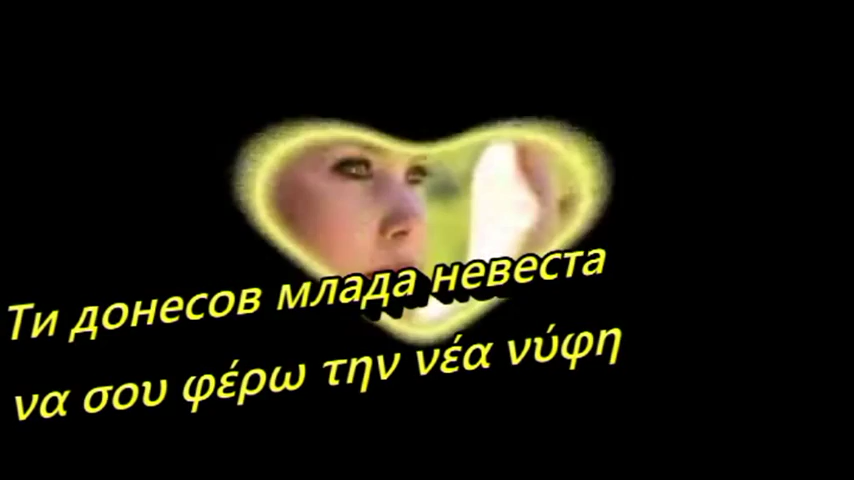 Ти донесов млада невеста
να σου φέρω την νέα νύφη